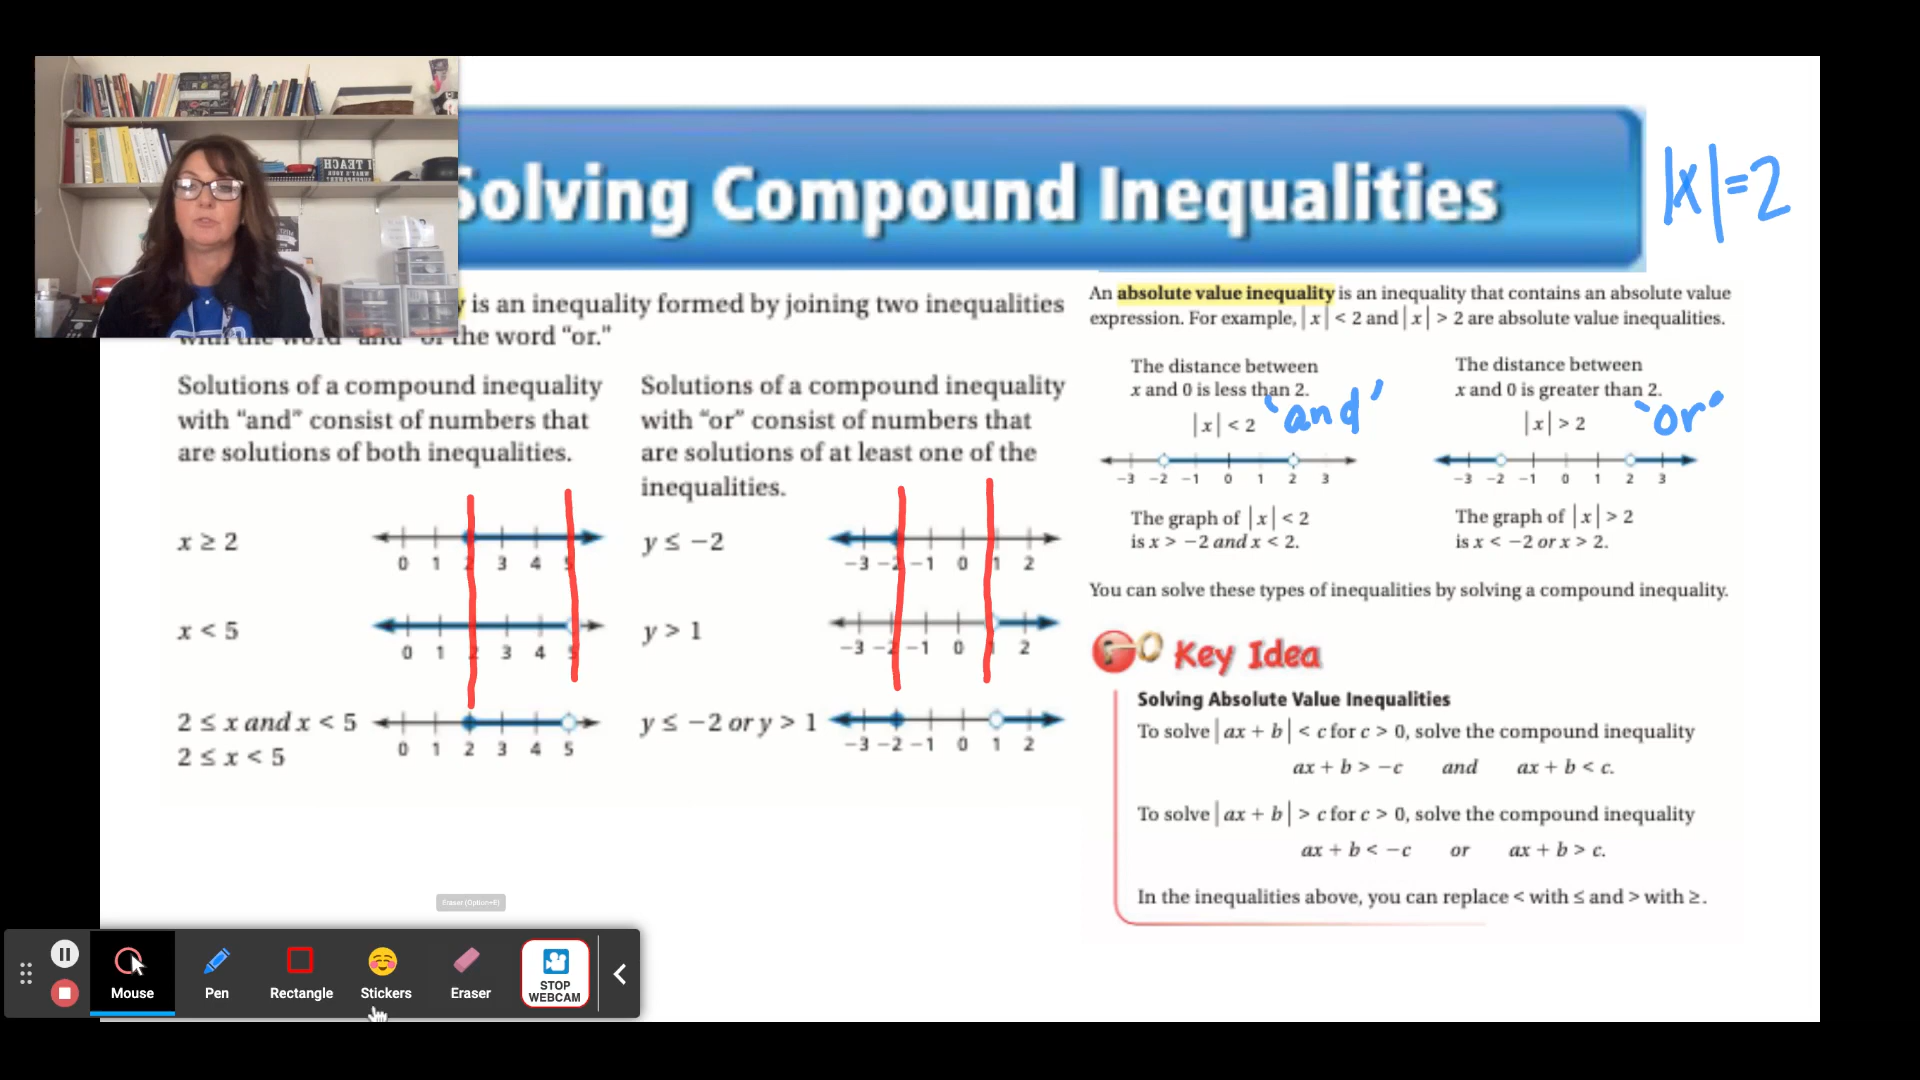 Solving Compound Inequalities
|x|=2
I TEACH
is an inequality formed by joining two inequalities
with the word "and" or the word "or."
Solutions of a compound inequality
with "and" consist of numbers that
are solutions of both inequalities.
x ≥ 2
0 1 2 3 4 5
x < 5
0 1 2 3 4 5
2 ≤ x and x < 5
2 ≤ x < 5
0 1 2 3 4 5
Solutions of a compound inequality
with "or" consist of numbers that
are solutions of at least one of the
inequalities.
y ≤ −2
−3 −2 −1 0 1 2
y > 1
−3 −2 −1 0 1 2
y ≤ −2 or y > 1
−3 −2 −1 0 1 2
An absolute value inequality is an inequality that contains an absolute value
expression. For example, |x| < 2 and |x| > 2 are absolute value inequalities.
The distance between
x and 0 is less than 2.
|x| < 2 "and"
−3 −2 −1 0 1 2 3
The graph of |x| < 2
is x > −2 and x < 2.
The distance between
x and 0 is greater than 2.
|x| > 2 "or"
−3 −2 −1 0 1 2 3
The graph of |x| > 2
is x < −2 or x > 2.
You can solve these types of inequalities by solving a compound inequality.
Key Idea
Solving Absolute Value Inequalities
To solve |ax + b| < c for c > 0, solve the compound inequality
ax + b > −c and ax + b < c.
To solve |ax + b| > c for c > 0, solve the compound inequality
ax + b < −c or ax + b > c.
In the inequalities above, you can replace < with ≤ and > with ≥.
Eraser (Option+E)
Mouse
Pen
Rectangle
Stickers
Eraser
STOP
WEBCAM